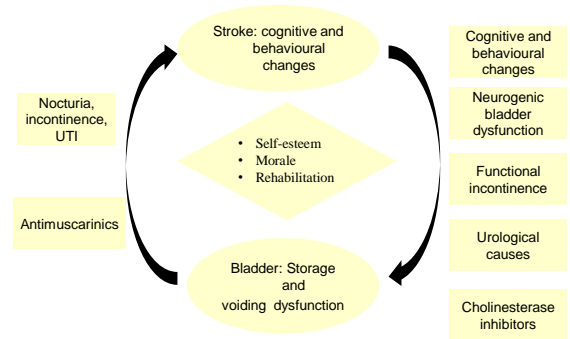 Stroke: cognitive and
behavioural
changes
Cognitive and
behavioural
changes
Neurogenic
bladder
dysfunction
Nocturia,
incontinence,
UTI
• Self-esteem
• Morale
• Rehabilitation
Functional
incontinence
Antimuscarinics
Urological
causes
Bladder: Storage
and
voiding dysfunction
Cholinesterase
inhibitors